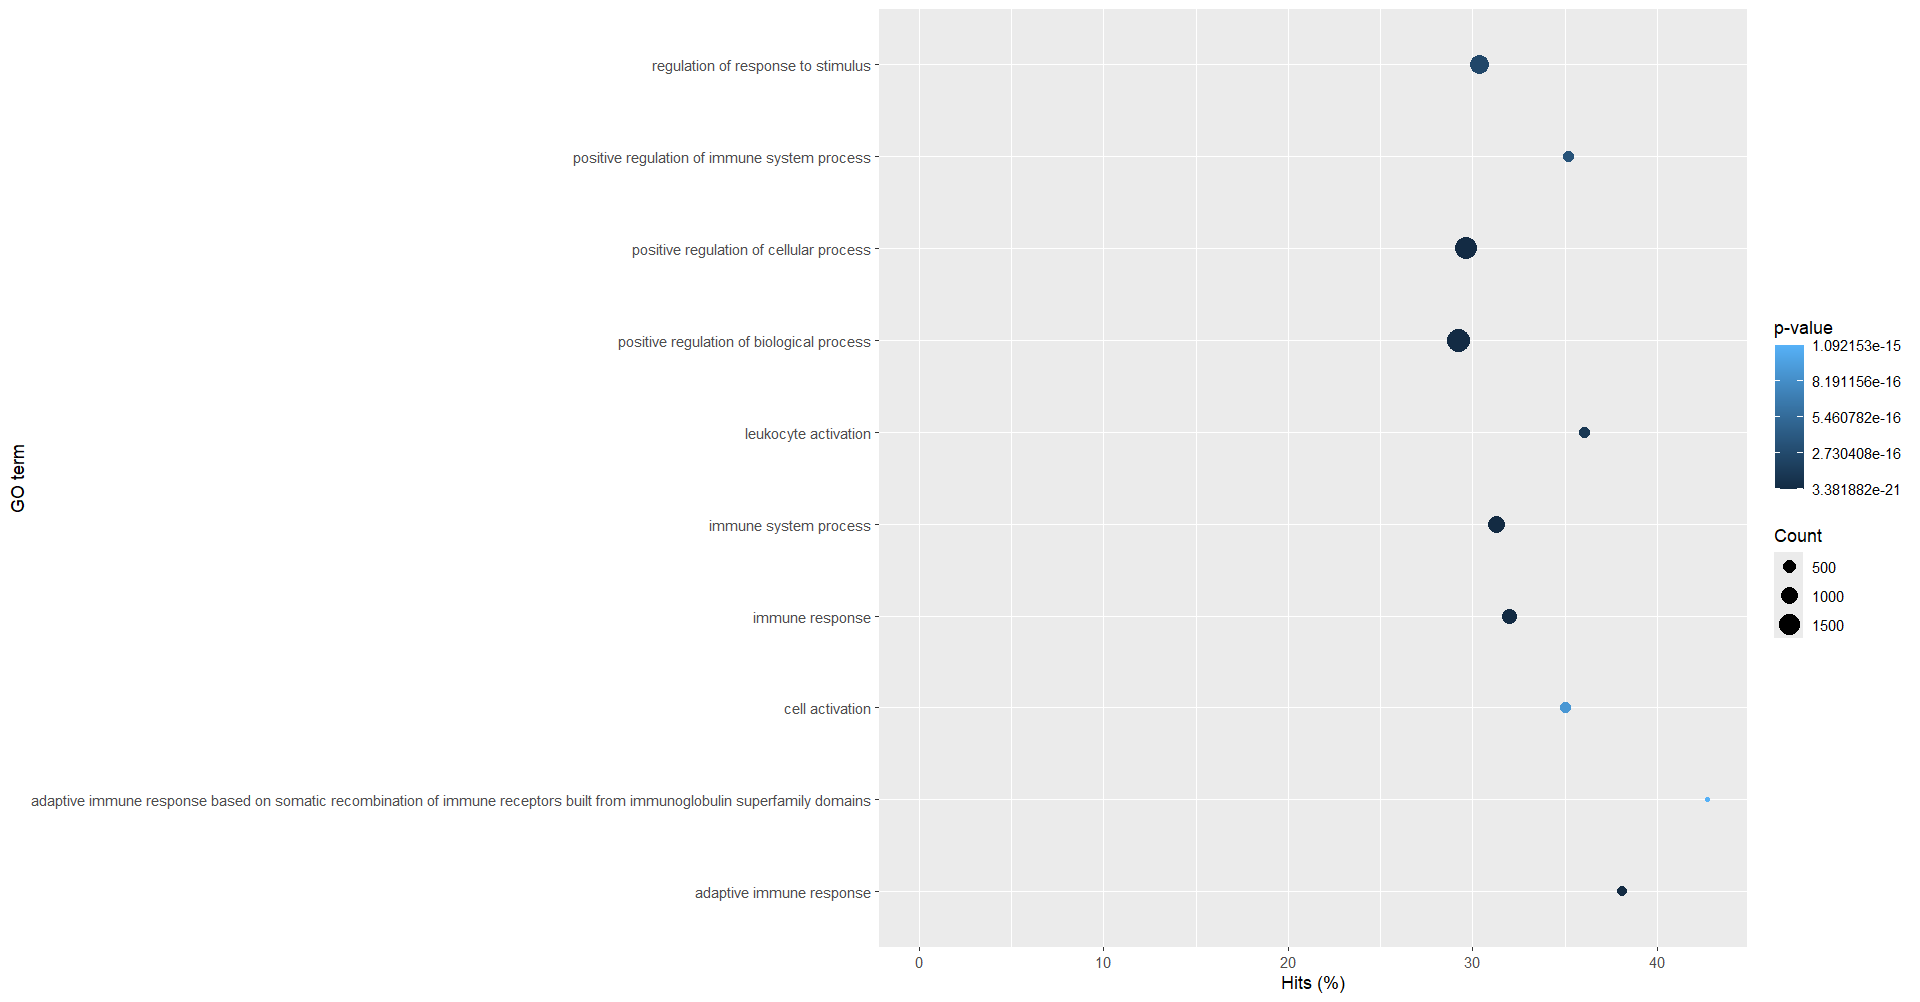 regulation of response to stimulus
positive regulation of immune system process
positive regulation of cellular process
positive regulation of biological process
leukocyte activation
immune system process
immune response
cell activation
adaptive immune response based on somatic recombination of immune receptors built from immunoglobulin superfamily domains
adaptive immune response
GO term
0
10
20
30
40
Hits (%)
p-value
1.092153e-15
8.191156e-16
5.460782e-16
2.730408e-16
3.381882e-21
Count
500
1000
1500